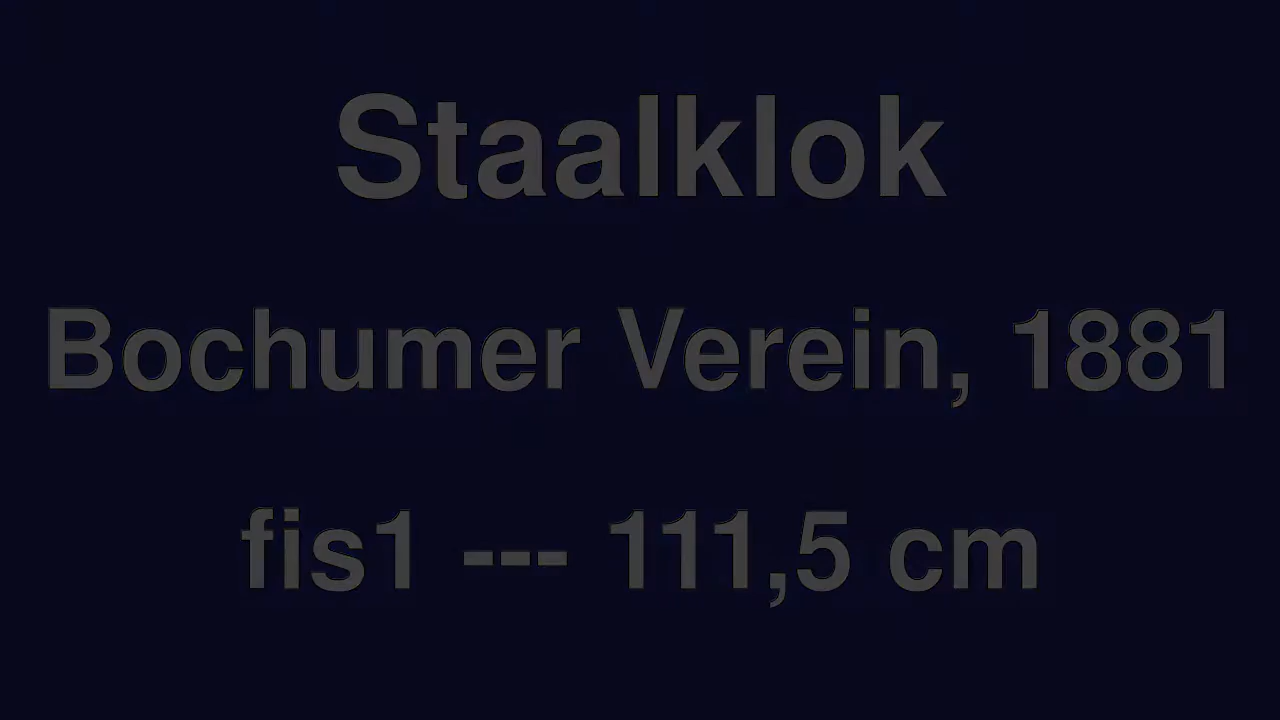 Staalklok
Bochumer Verein, 1881
fis1 --- 111,5 cm